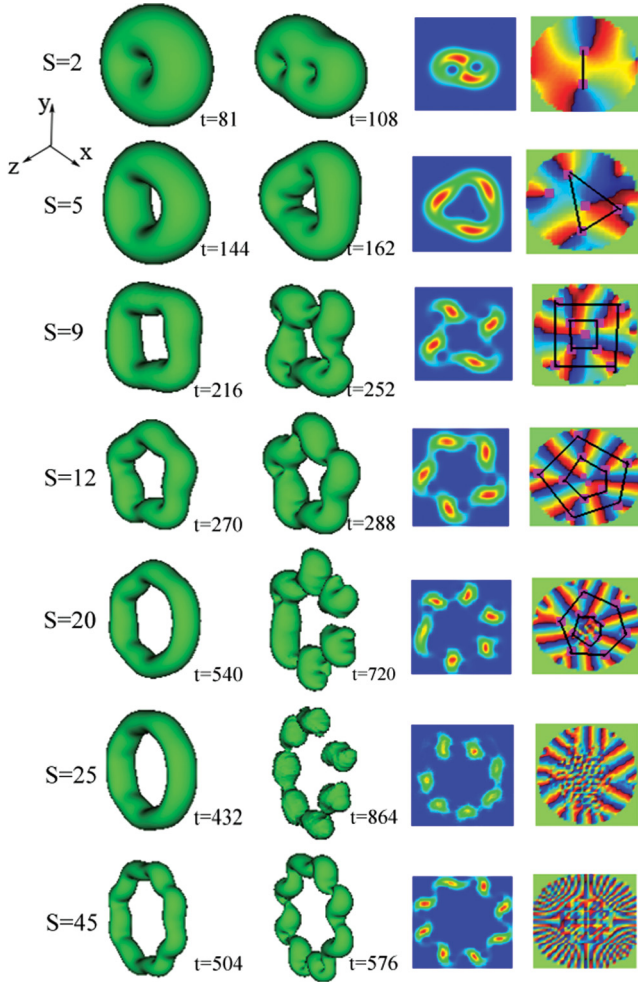 S=2
t=81
t=108
y
z
x
S=5
t=144
t=162
S=9
t=216
t=252
S=12
t=270
t=288
S=20
t=540
t=720
S=25
t=432
t=864
S=45
t=504
t=576